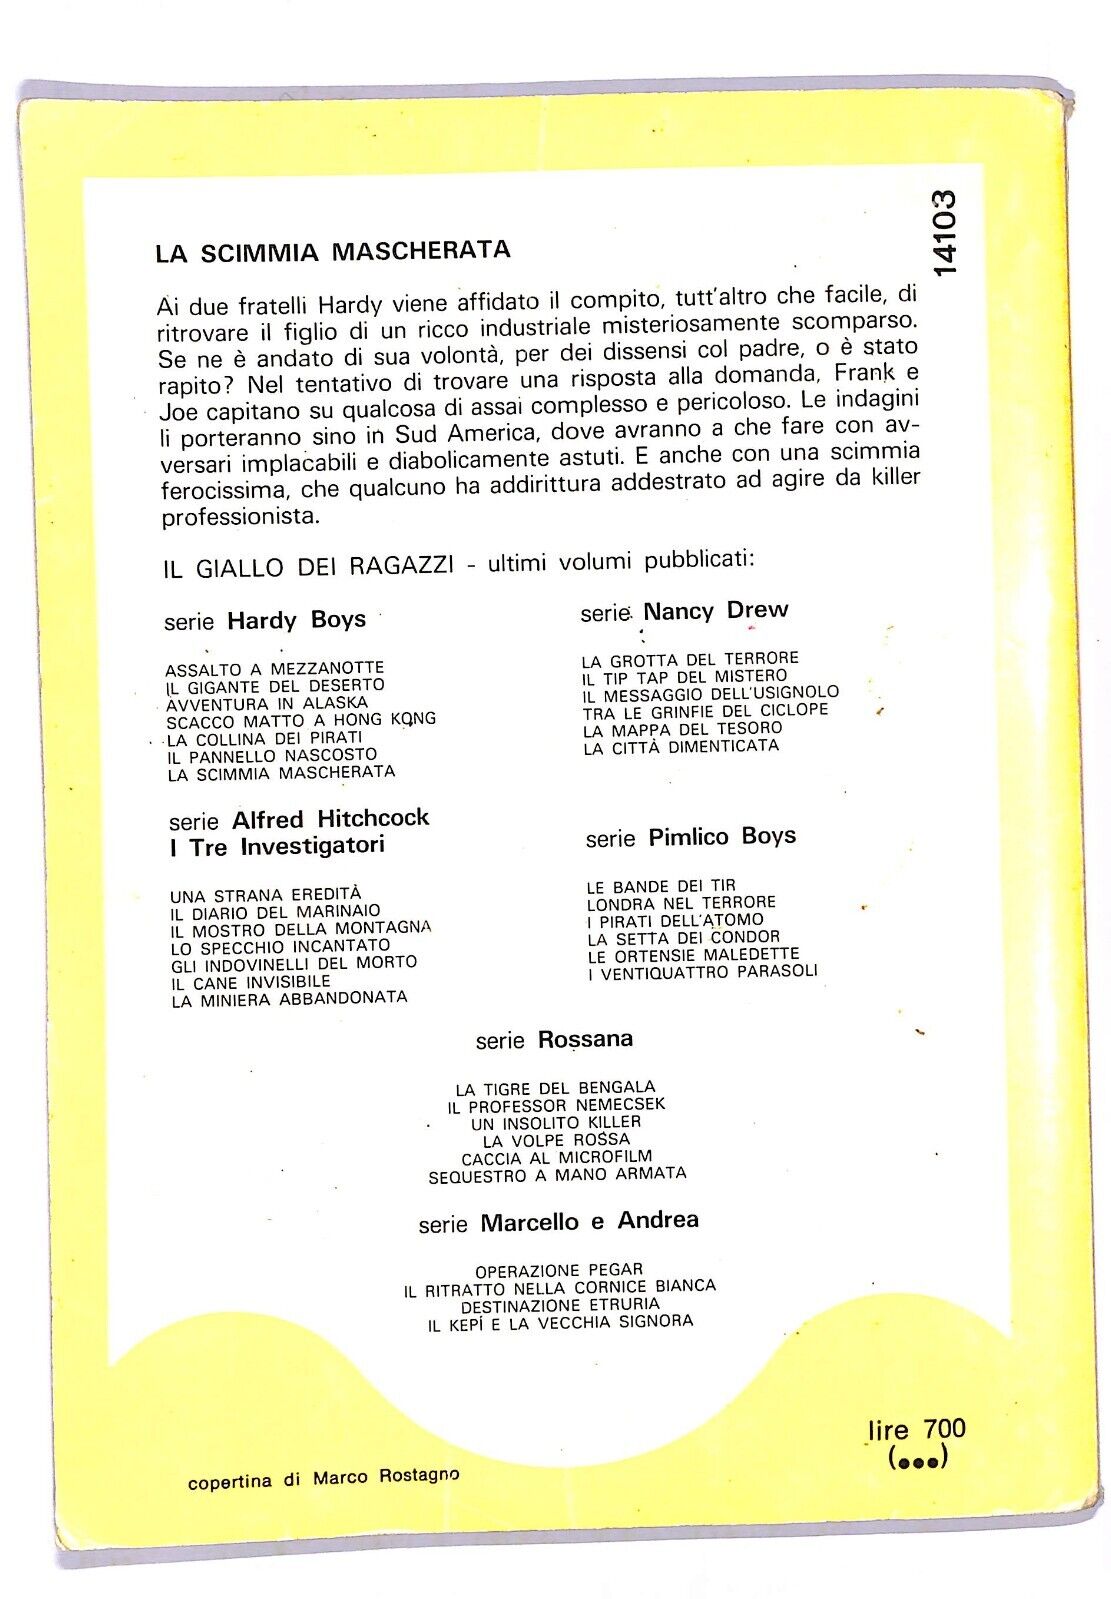 14103
LA SCIMMIA MASCHERATA
Ai due fratelli Hardy viene affidato il compito, tutt'altro che facile, di
ritrovare il figlio di un ricco industriale misteriosamente scomparso.
Se ne è andato di sua volontà, per dei dissensi col padre, o è stato
rapito? Nel tentativo di trovare una risposta alla domanda, Frank e
Joe capitano su qualcosa di assai complesso e pericoloso. Le indagini
li porteranno sino in Sud America, dove avranno a che fare con av-
versari implacabili e diabolicamente astuti. E anche con una scimmia
ferocissima, che qualcuno ha addirittura addestrato ad agire da killer
professionista.
IL GIALLO DEI RAGAZZI - ultimi volumi pubblicati:
serie Hardy Boys
ASSALTO A MEZZANOTTE
IL GIGANTE DEL DESERTO
AVVENTURA IN ALASKA
SCACCO MATTO A HONG KONG
LA COLLINA DEI PIRATI
IL PANNELLO NASCOSTO
LA SCIMMIA MASCHERATA
serie Nancy Drew
LA GROTTA DEL TERRORE
IL TIP TAP DEL MISTERO
IL MESSAGGIO DELL'USIGNOLO
TRA LE GRINFIE DEL CICLOPE
LA MAPPA DEL TESORO
LA CITTÀ DIMENTICATA
serie Alfred Hitchcock
I Tre Investigatori
UNA STRANA EREDITÀ
IL DIARIO DEL MARINAIO
IL MOSTRO DELLA MONTAGNA
LO SPECCHIO INCANTATO
GLI INDOVINELLI DEL MORTO
IL CANE INVISIBILE
LA MINIERA ABBANDONATA
serie Pimlico Boys
LE BANDE DEI TIR
LONDRA NEL TERRORE
I PIRATI DELL'ATOMO
LA SETTA DEI CONDOR
LE ORTENSIE MALEDETTE
I VENTIQUATTRO PARASOLI
serie Rossana
LA TIGRE DEL BENGALA
IL PROFESSOR NEMECSEK
UN INSOLITO KILLER
LA VOLPE ROSSA
CACCIA AL MICROFILM
SEQUESTRO A MANO ARMATA
serie Marcello e Andrea
OPERAZIONE PEGAR
IL RITRATTO NELLA CORNICE BIANCA
DESTINAZIONE ETRURIA
IL KEPÌ E LA VECCHIA SIGNORA
lire 700
(●●●)
copertina di Marco Rostagno